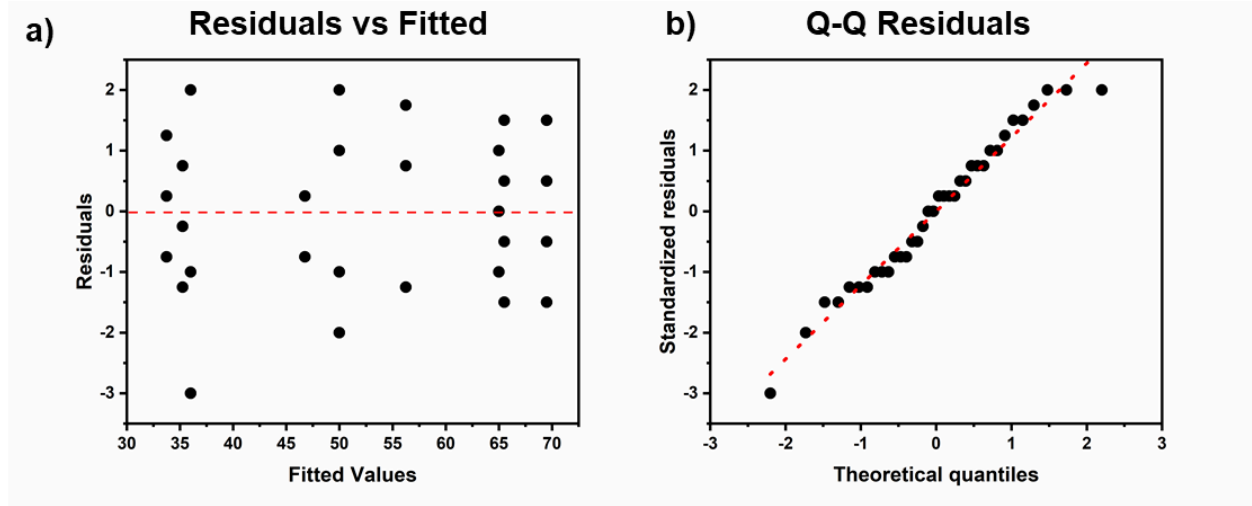 a)
Residuals vs Fitted
Residuals
2
1
0
-1
-2
-3
30 35 40 45 50 55 60 65 70
Fitted Values
b)
Q-Q Residuals
Standardized residuals
2
1
0
-1
-2
-3
-3 -2 -1 0 1 2 3
Theoretical quantiles